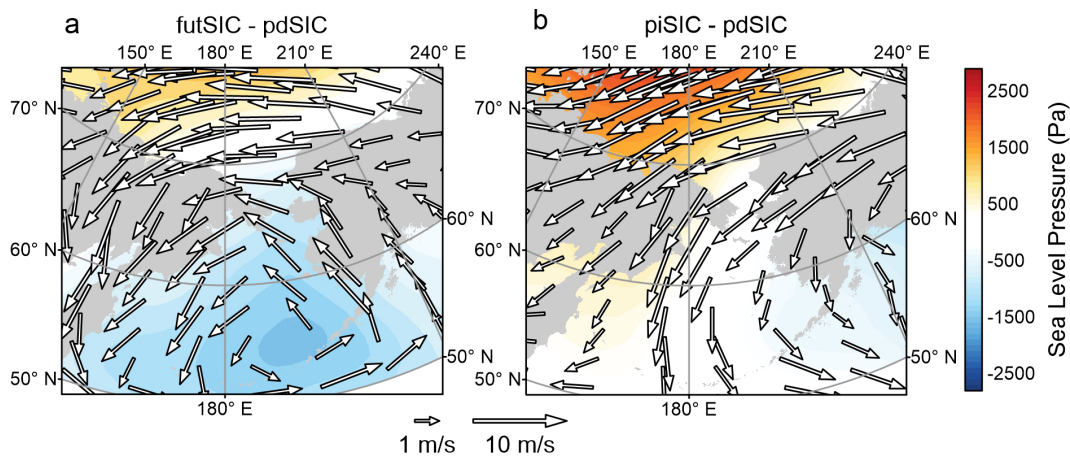 a futSIC - pdSIC
150° E 180° E 210° E 240° E
70° N
60° N
60° N
50° N
50° N
180° E
b piSIC - pdSIC
150° E 180° E 210° E 240° E
70° N
60° N
60° N
50° N
50° N
180° E
2500
1500
500
-500
-1500
-2500
Sea Level Pressure (Pa)
1 m/s 10 m/s